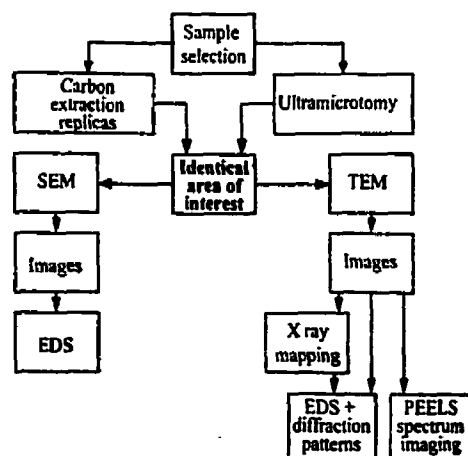 Sample
selection
Carbon
extraction
replicas
Ultramicrotomy
Identical
area of
interest
SEM
TEM
Images
Images
EDS
X ray
mapping
EDS +
diffraction
patterns
PEELS
spectrum
imaging